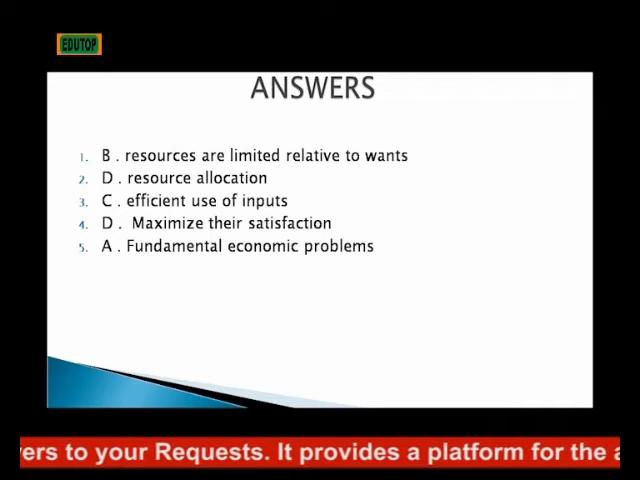 EDUTOP
ANSWERS
1. B . resources are limited relative to wants
2. D . resource allocation
3. C . efficient use of inputs
4. D . Maximize their satisfaction
5. A . Fundamental economic problems
to your Requests. It provides a platform for the